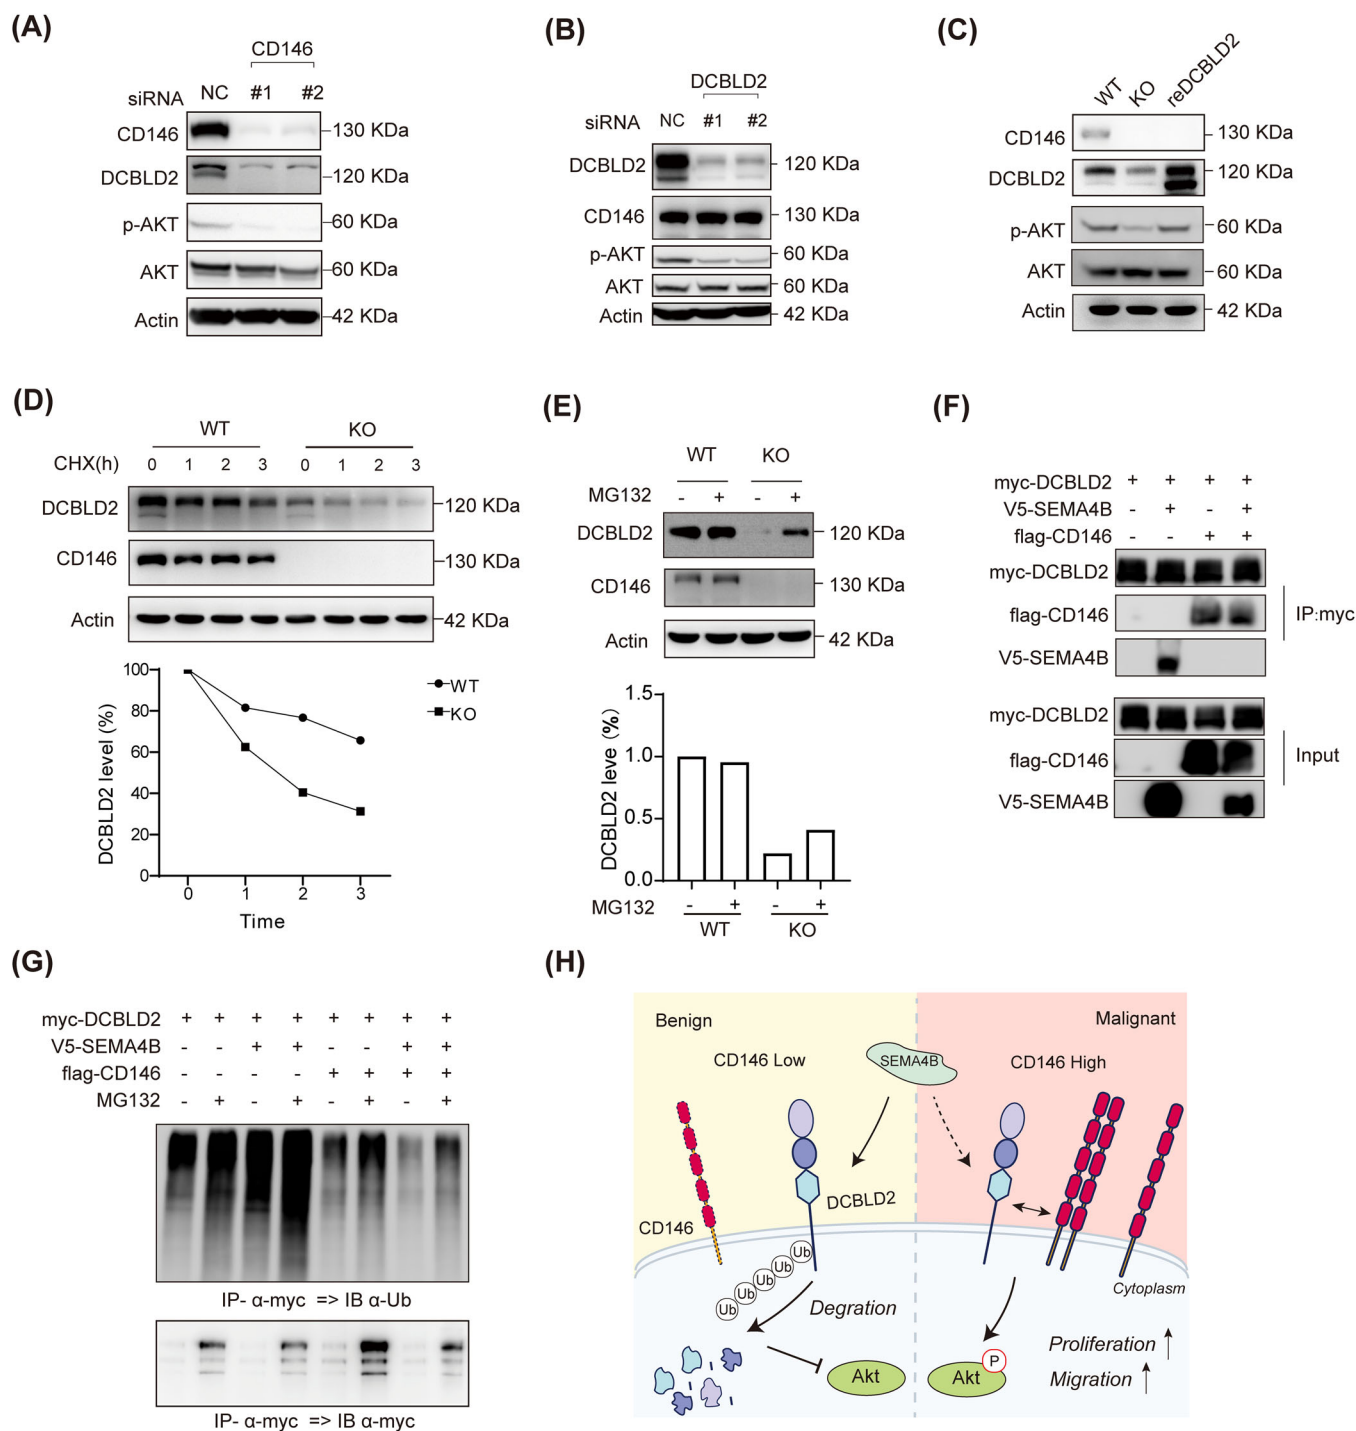 (A)
CD146
siRNA NC #1 #2
CD146 130 KDa
DCBLD2 120 KDa
p-AKT 60 KDa
AKT 60 KDa
Actin 42 KDa
(B)
DCBLD2
siRNA NC #1 #2
DCBLD2 120 KDa
CD146 130 KDa
p-AKT 60 KDa
AKT 60 KDa
Actin 42 KDa
(C)
WT KO reDCBLD2
CD146 130 KDa
DCBLD2 120 KDa
p-AKT 60 KDa
AKT 60 KDa
Actin 42 KDa
(D)
WT KO
CHX(h) 0 1 2 3 0 1 2 3
DCBLD2 120 KDa
CD146 130 KDa
Actin 42 KDa
DCBLD2 level (%)
100
80
60
40
20
0
0 1 2 3
Time
WT
KO
(E)
WT KO
MG132 - + - +
DCBLD2 120 KDa
CD146 130 KDa
Actin 42 KDa
DCBLD2 leve (%)
1.5
1.0
0.5
0.0
MG132 - + - +
WT KO
(F)
myc-DCBLD2 + + + +
V5-SEMA4B - + - +
flag-CD146 - - + +
myc-DCBLD2
flag-CD146
V5-SEMA4B
IP:myc
myc-DCBLD2
flag-CD146
V5-SEMA4B
Input
(G)
myc-DCBLD2 + + + + + + + +
V5-SEMA4B - - + + - - + +
flag-CD146 - - - - + + + +
MG132 - + - + - + - +
IP- α-myc => IB α-Ub
IP- α-myc => IB α-myc
(H)
Benign Malignant
CD146 Low SEMA4B CD146 High
DCBLD2
CD146
Ub
Ub
Ub
Ub
Ub
Cytoplasm
Degration
Proliferation
Migration
Akt
Akt P